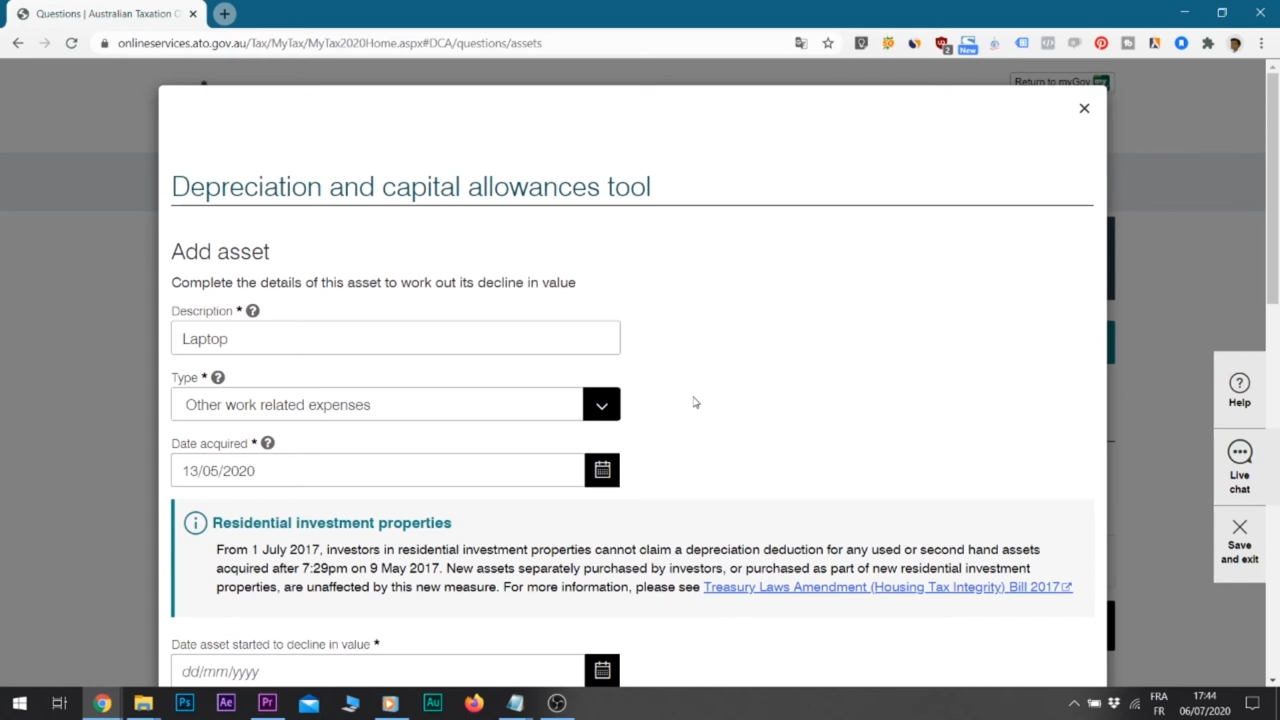 Questions | Australian Taxation O
onlineservices.ato.gov.au/Tax/MyTax/MyTax2020Home.aspx#DCA/questions/assets
2
New
Return to myGov
Depreciation and capital allowances tool
Add asset
Complete the details of this asset to work out its decline in value
Description *
Laptop
Type *
Other work related expenses
Date acquired *
13/05/2020
Residential investment properties
From 1 July 2017, investors in residential investment properties cannot claim a depreciation deduction for any used or second hand assets
acquired after 7:29pm on 9 May 2017. New assets separately purchased by investors, or purchased as part of new residential investment
properties, are unaffected by this new measure. For more information, please see Treasury Laws Amendment (Housing Tax Integrity) Bill 2017
Date asset started to decline in value *
dd/mm/yyyy
Help
Live
chat
Save
and exit
Ps
Ae
Pr
Au
FRA
FR
17:44
06/07/2020